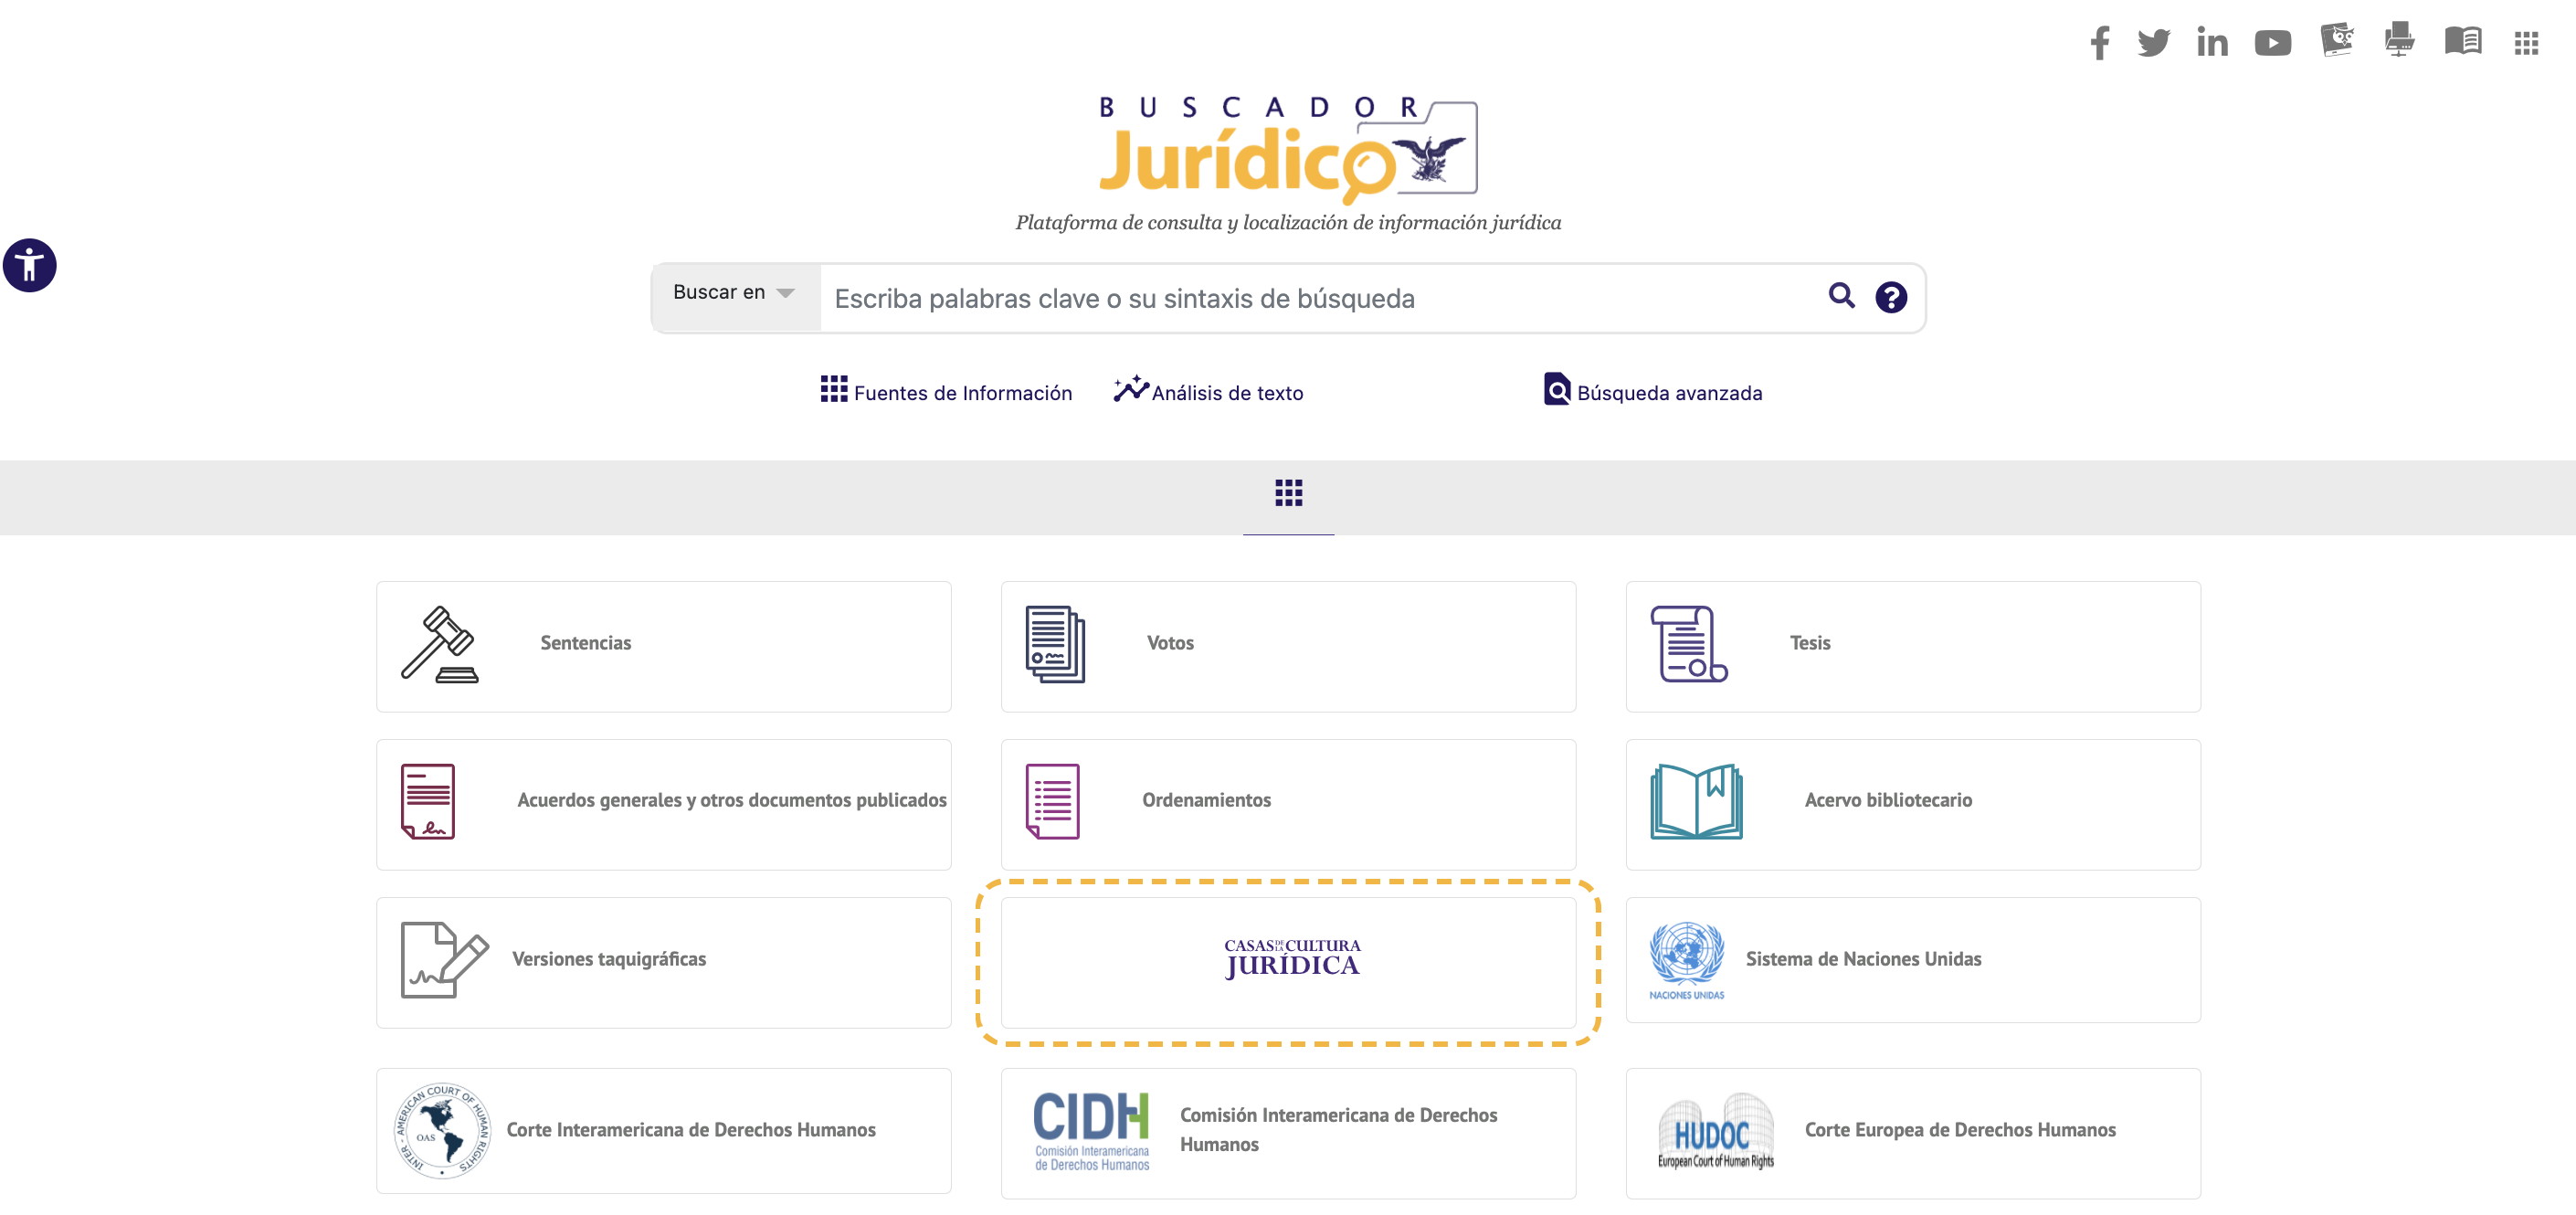 BUSCADOR
Jurídico
Plataforma de consulta y localización de información jurídica
Buscar en
Escriba palabras clave o su sintaxis de búsqueda
Fuentes de Información
Análisis de texto
Búsqueda avanzada
Sentencias
Votos
Tesis
Acuerdos generales y otros documentos publicados
Ordenamientos
Acervo bibliotecario
Versiones taquigráficas
CASAS DE LA CULTURA
JURÍDICA
NACIONES UNIDAS
Sistema de Naciones Unidas
INTER - AMERICAN COURT OF HUMAN RIGHTS
OAS
Corte Interamericana de Derechos Humanos
CIDH
Comisión Interamericana
de Derechos Humanos
Comisión Interamericana de Derechos
Humanos
HUDOC
European Court of Human Rights
Corte Europea de Derechos Humanos